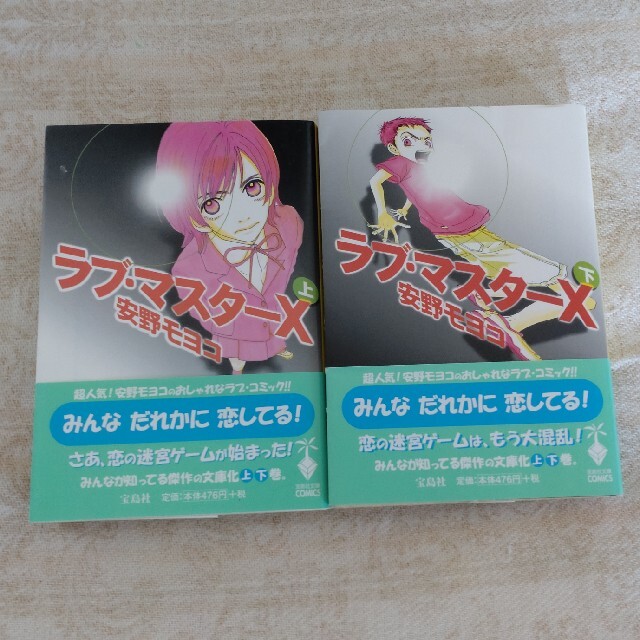 ラブ・マスターX
上
安野モヨコ
超人気!安野モヨコのおしゃれなラブ・コミック!!
みんな だれかに 恋してる!
さあ、恋の迷宮ゲームが始まった!
みんなが知ってる傑作の文庫化上下巻。
宝島社 定価:本体476円+税
COMICS
ラブ・マスターX
下
安野モヨコ
超人気!安野モヨコのおしゃれなラブ・コミック!!
みんな だれかに 恋してる!
恋の迷宮ゲームは、もう大混乱!
みんなが知ってる傑作の文庫化上下巻。
宝島社 定価:本体476円+税
COMICS